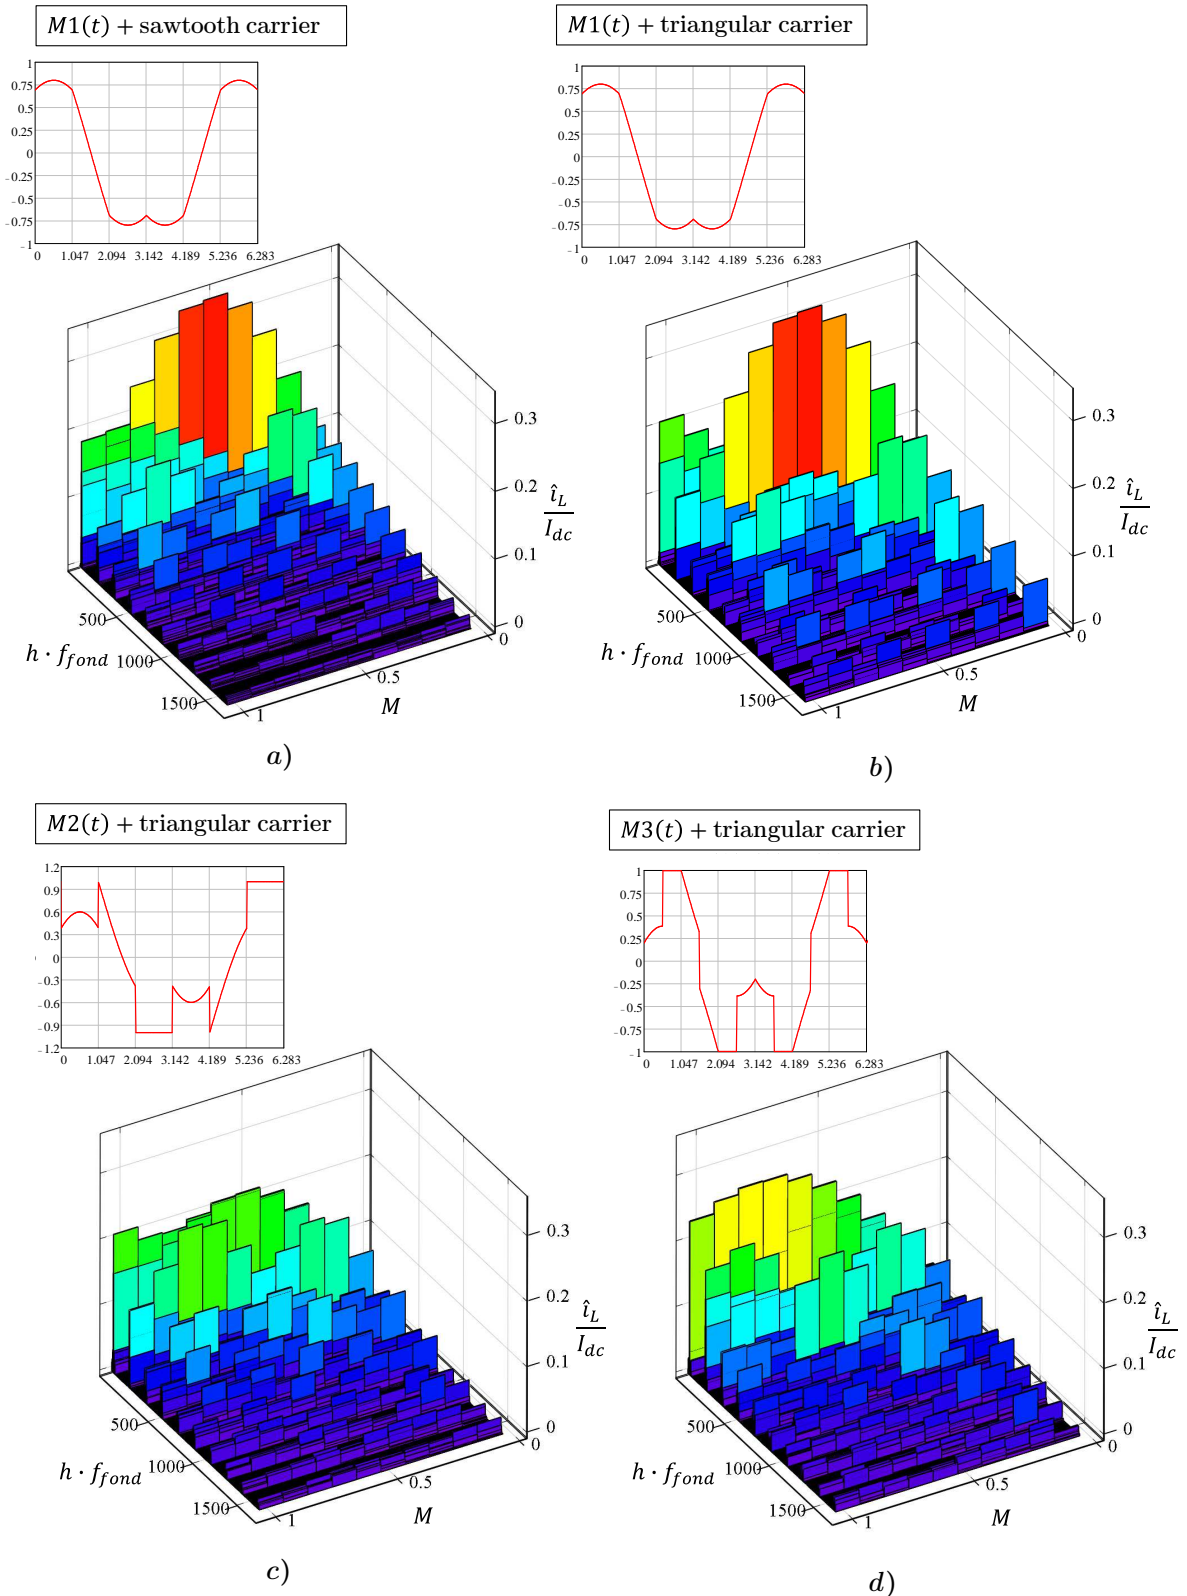 M1(t) + sawtooth carrier
M1(t) + triangular carrier
1
0.75
0.5
0.25
0
-0.25
-0.5
-0.75
-1
0 1.047 2.094 3.142 4.189 5.236 6.283
1
0.75
0.5
0.25
0
-0.25
-0.5
-0.75
-1
0 1.047 2.094 3.142 4.189 5.236 6.283
0.3
0.2
0.1
0
î_L
I_dc
500
1000
1500
h · f_fond
0
0.5
1
M
a)
0.3
0.2
0.1
0
î_L
I_dc
500
1000
1500
h · f_fond
0
0.5
1
M
b)
M2(t) + triangular carrier
M3(t) + triangular carrier
1.2
0.9
0.6
0.3
0
-0.3
-0.6
-0.9
-1.2
0 1.047 2.094 3.142 4.189 5.236 6.283
1
0.75
0.5
0.25
0
-0.25
-0.5
-0.75
-1
0 1.047 2.094 3.142 4.189 5.236 6.283
0.3
0.2
0.1
0
î_L
I_dc
500
1000
1500
h · f_fond
0
0.5
1
M
c)
0.3
0.2
0.1
0
î_L
I_dc
500
1000
1500
h · f_fond
0
0.5
1
M
d)